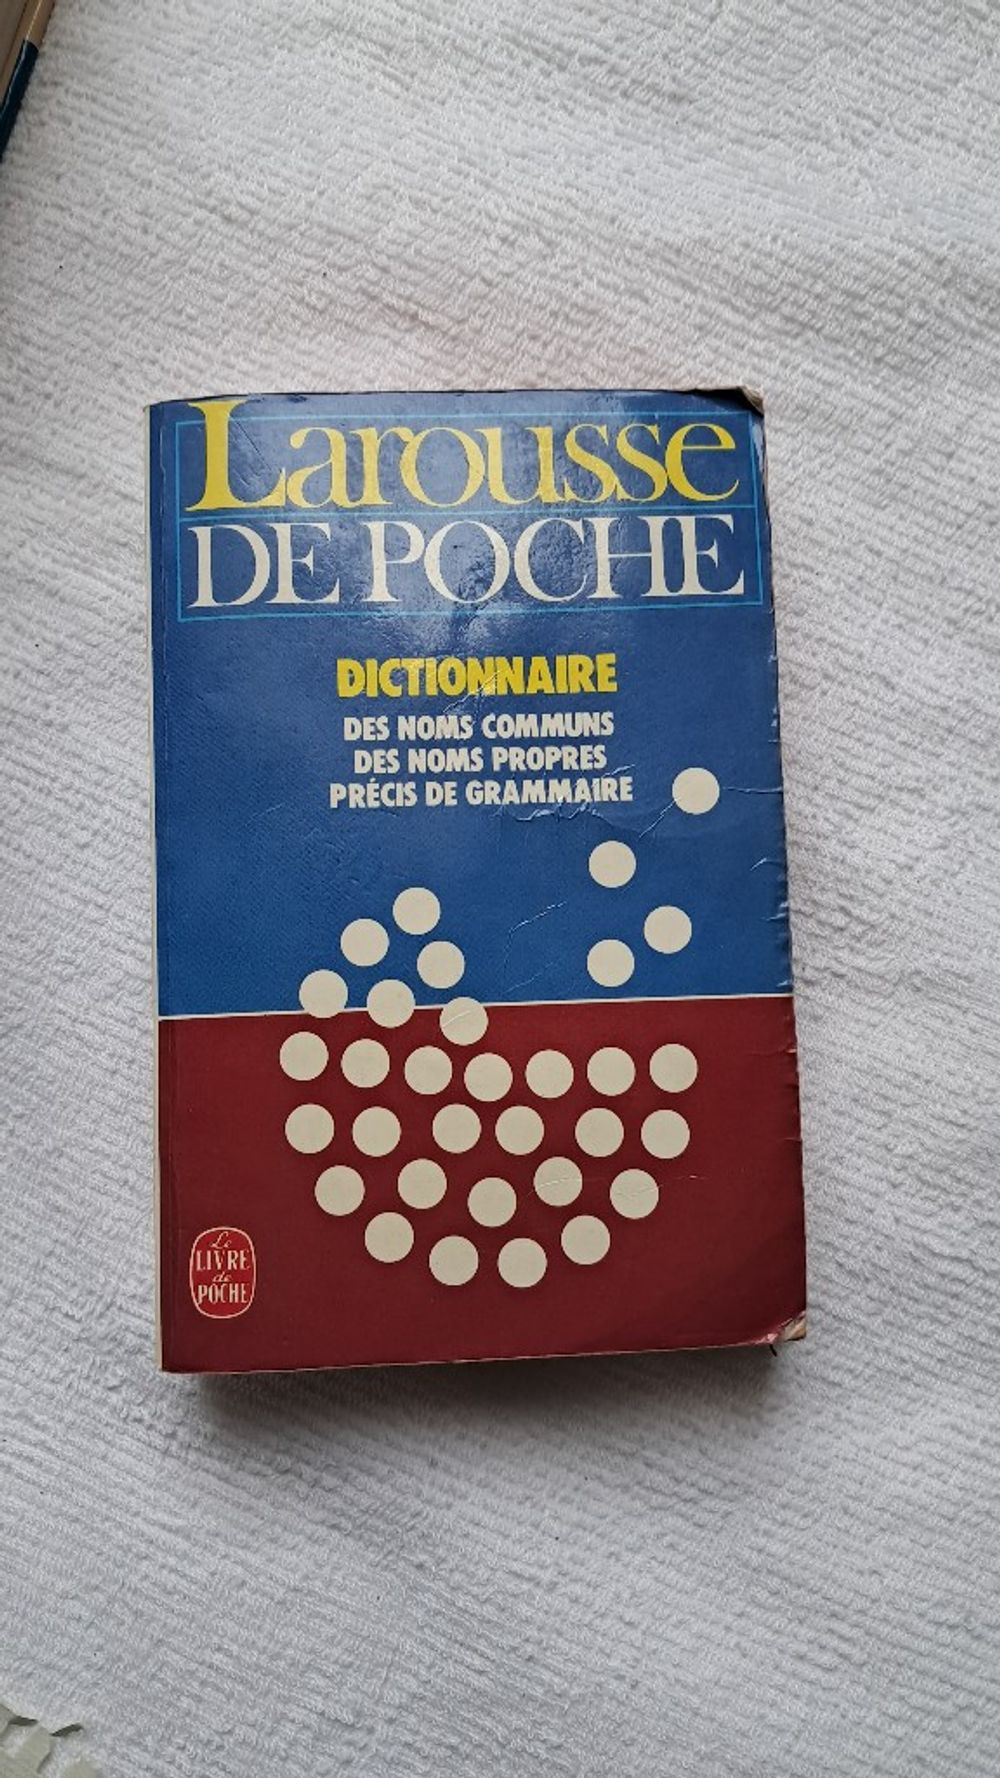 Larousse
DE POCHE
DICTIONNAIRE
DES NOMS COMMUNS
DES NOMS PROPRES
PRÉCIS DE GRAMMAIRE
Le
LIVRE
de
POCHE